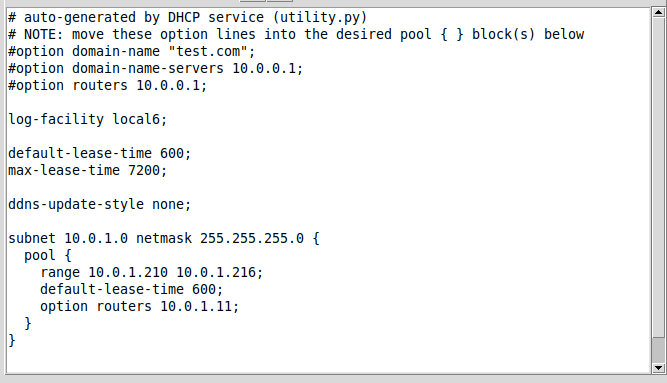 # auto-generated by DHCP service (utility.py)
# NOTE: move these option lines into the desired pool { } block(s) below
#option domain-name "test.com";
#option domain-name-servers 10.0.0.1;
#option routers 10.0.0.1;

log-facility local6;

default-lease-time 600;
max-lease-time 7200;

ddns-update-style none;

subnet 10.0.1.0 netmask 255.255.255.0 {
  pool {
    range 10.0.1.210 10.0.1.216;
    default-lease-time 600;
    option routers 10.0.1.11;
  }
}